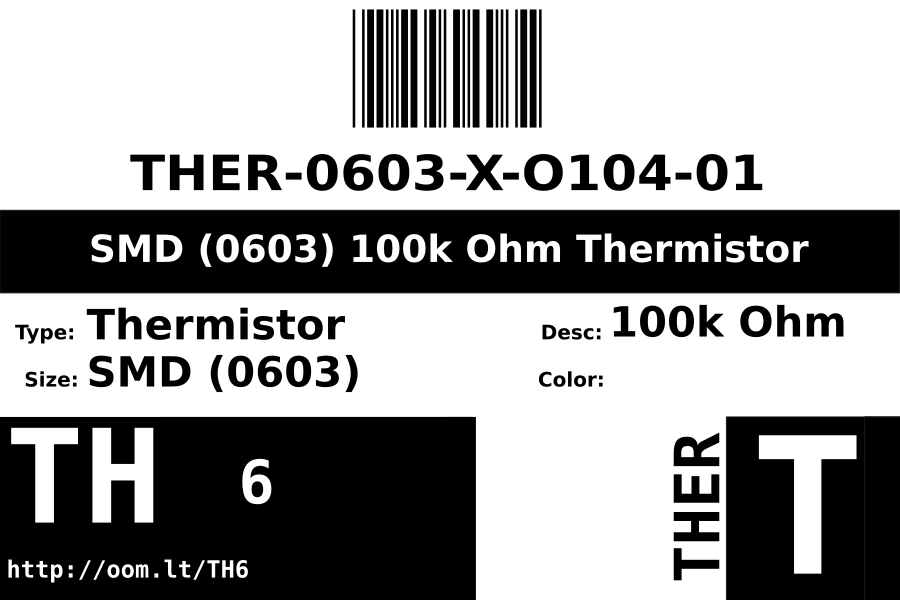 THER-0603-X-O104-01
SMD (0603) 100k Ohm Thermistor
Type: Thermistor
Desc: 100k Ohm
Size: SMD (0603)
Color:
TH 6
http://oom.lt/TH6
THER
T